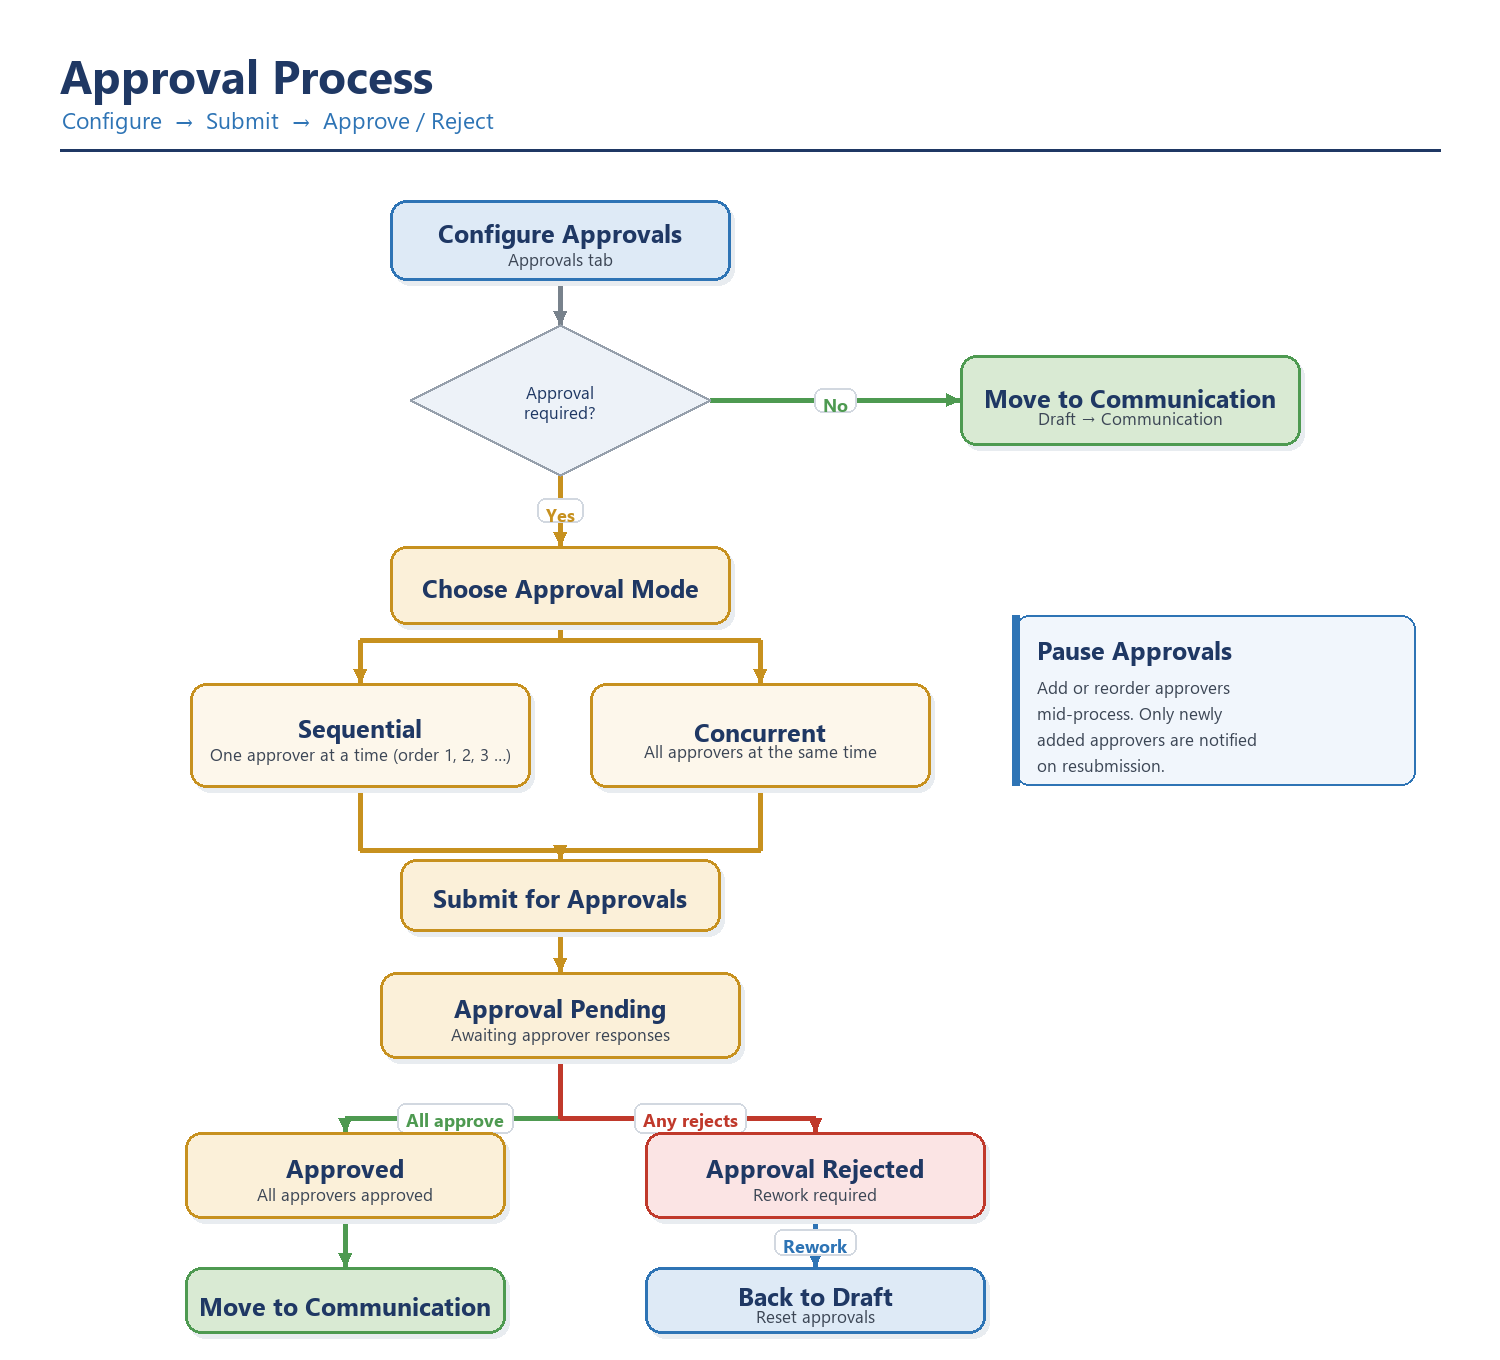 Approval Process
Configure → Submit → Approve / Reject
Configure Approvals
Approvals tab
Approval
required?
No
Move to Communication
Draft → Communication
Yes
Choose Approval Mode
Sequential
One approver at a time (order 1, 2, 3 ...)
Concurrent
All approvers at the same time
Pause Approvals
Add or reorder approvers
mid-process. Only newly
added approvers are notified
on resubmission.
Submit for Approvals
Approval Pending
Awaiting approver responses
All approve
Any rejects
Approved
All approvers approved
Approval Rejected
Rework required
Rework
Move to Communication
Back to Draft
Reset approvals